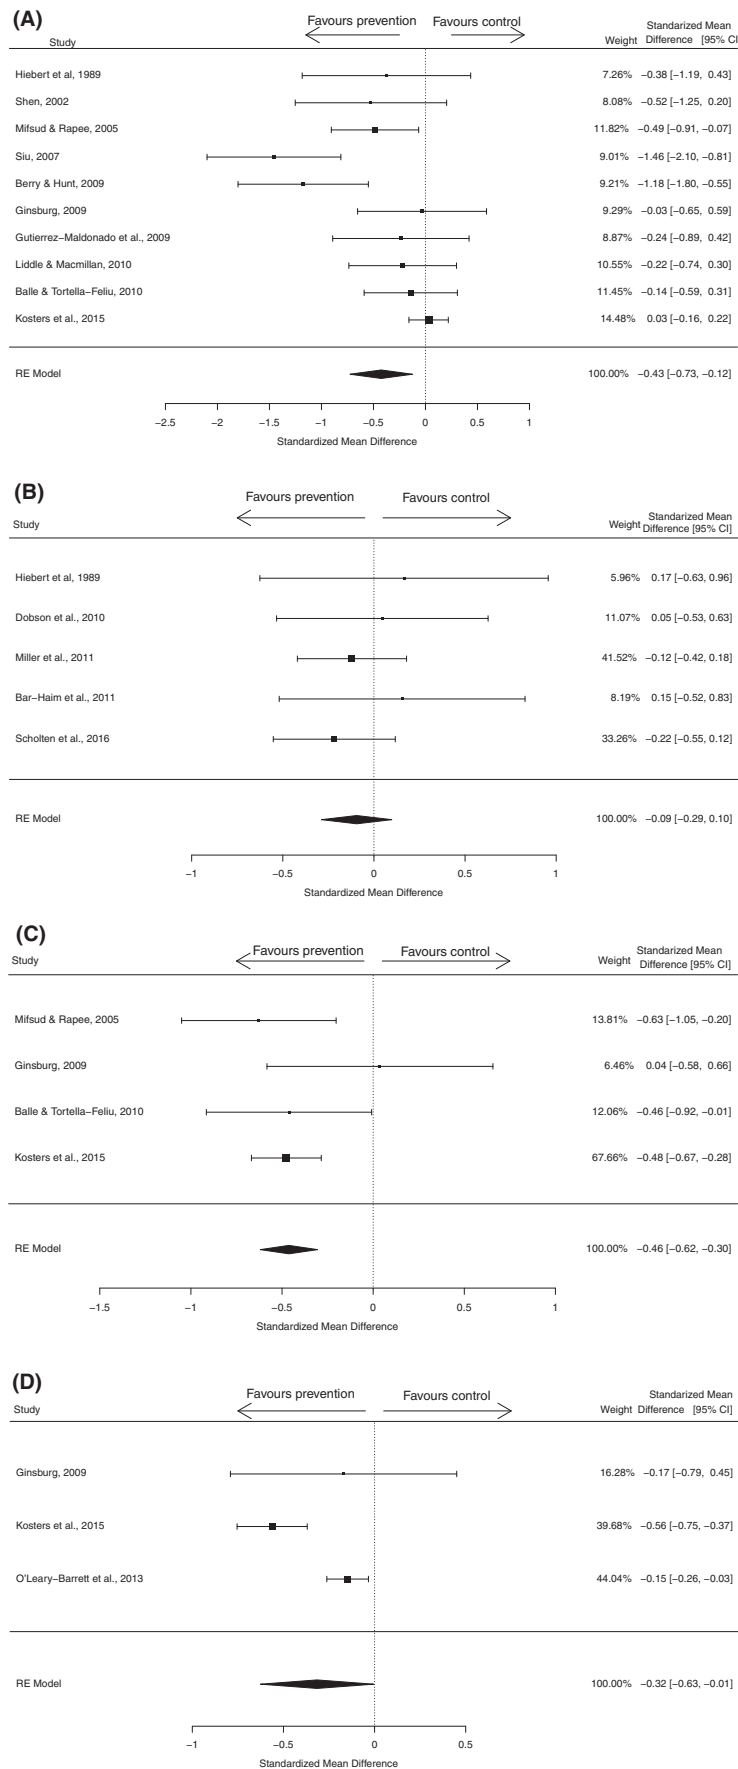 (A)
Favours prevention Favours control
Standarized Mean
Study Weight Difference [95% CI]
Hiebert et al, 1989 7.26% −0.38 [−1.19, 0.43]
Shen, 2002 8.08% −0.52 [−1.25, 0.20]
Mifsud & Rapee, 2005 11.82% −0.49 [−0.91, −0.07]
Siu, 2007 9.01% −1.46 [−2.10, −0.81]
Berry & Hunt, 2009 9.21% −1.18 [−1.80, −0.55]
Ginsburg, 2009 9.29% −0.03 [−0.65, 0.59]
Gutierrez−Maldonado et al., 2009 8.87% −0.24 [−0.89, 0.42]
Liddle & Macmillan, 2010 10.55% −0.22 [−0.74, 0.30]
Balle & Tortella−Feliu, 2010 11.45% −0.14 [−0.59, 0.31]
Kosters et al., 2015 14.48% 0.03 [−0.16, 0.22]
RE Model 100.00% −0.43 [−0.73, −0.12]
−2.5 −2 −1.5 −1 −0.5 0 0.5 1
Standarized Mean Difference
(B)
Favours prevention Favours control
Standarized Mean
Study Weight Difference [95% CI]
Hiebert et al, 1989 5.96% 0.17 [−0.63, 0.96]
Dobson et al., 2010 11.07% 0.05 [−0.53, 0.63]
Miller et al., 2011 41.52% −0.12 [−0.42, 0.18]
Bar−Haim et al., 2011 8.19% 0.15 [−0.52, 0.83]
Scholten et al., 2016 33.26% −0.22 [−0.55, 0.12]
RE Model 100.00% −0.09 [−0.29, 0.10]
−1 −0.5 0 0.5 1
Standarized Mean Difference
(C)
Favours prevention Favours control
Standarized Mean
Study Weight Difference [95% CI]
Mifsud & Rapee, 2005 13.81% −0.63 [−1.05, −0.20]
Ginsburg, 2009 6.46% 0.04 [−0.58, 0.66]
Balle & Tortella−Feliu, 2010 12.06% −0.46 [−0.92, −0.01]
Kosters et al., 2015 67.66% −0.48 [−0.67, −0.28]
RE Model 100.00% −0.46 [−0.62, −0.30]
−1.5 −1 −0.5 0 0.5 1
Standarized Mean Difference
(D)
Favours prevention Favours control
Standarized Mean
Study Weight Difference [95% CI]
Ginsburg, 2009 16.28% −0.17 [−0.79, 0.45]
Kosters et al., 2015 39.68% −0.56 [−0.75, −0.37]
O'Leary−Barrett et al., 2013 44.04% −0.15 [−0.26, −0.03]
RE Model 100.00% −0.32 [−0.63, −0.01]
−1 −0.5 0 0.5
Standarized Mean Difference